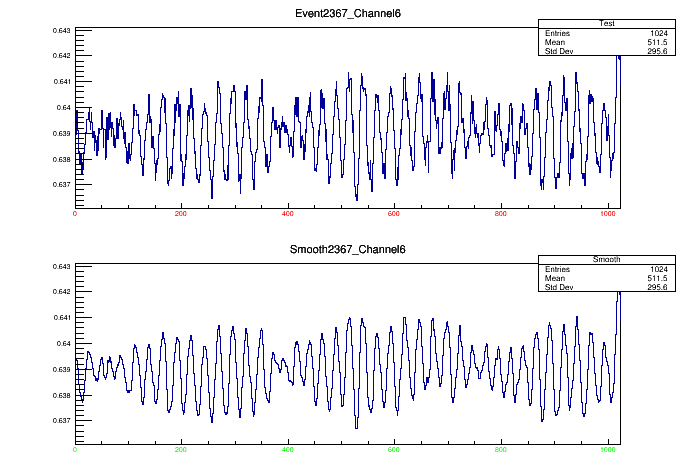 Event2367_Channel6
Test
Entries 1024
Mean 511.5
Std Dev 295.6
0.643
0.642
0.641
0.64
0.639
0.638
0.637
0 200 400 600 800 1000
Smooth2367_Channel6
Smooth
Entries 1024
Mean 511.5
Std Dev 295.6
0.643
0.642
0.641
0.64
0.639
0.638
0.637
0 200 400 600 800 1000